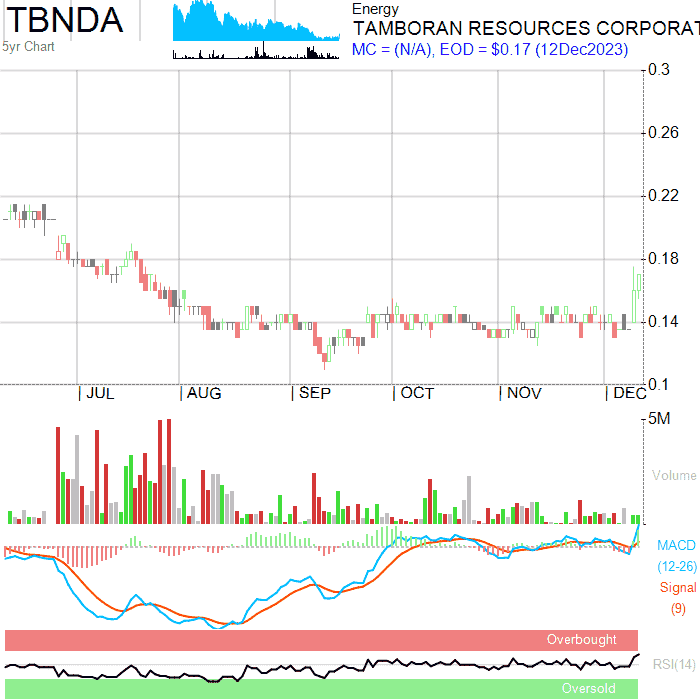 TBNDA
5yr Chart
Energy
TAMBORAN RESOURCES CORPORAT
MC = (N/A), EOD = $0.17 (12Dec2023)
0.3
0.26
0.22
0.18
0.14
0.1
JUL AUG SEP OCT NOV DEC
5M
Volume
MACD
(12-26)
Signal
(9)
Overbought
RSI(14)
Oversold